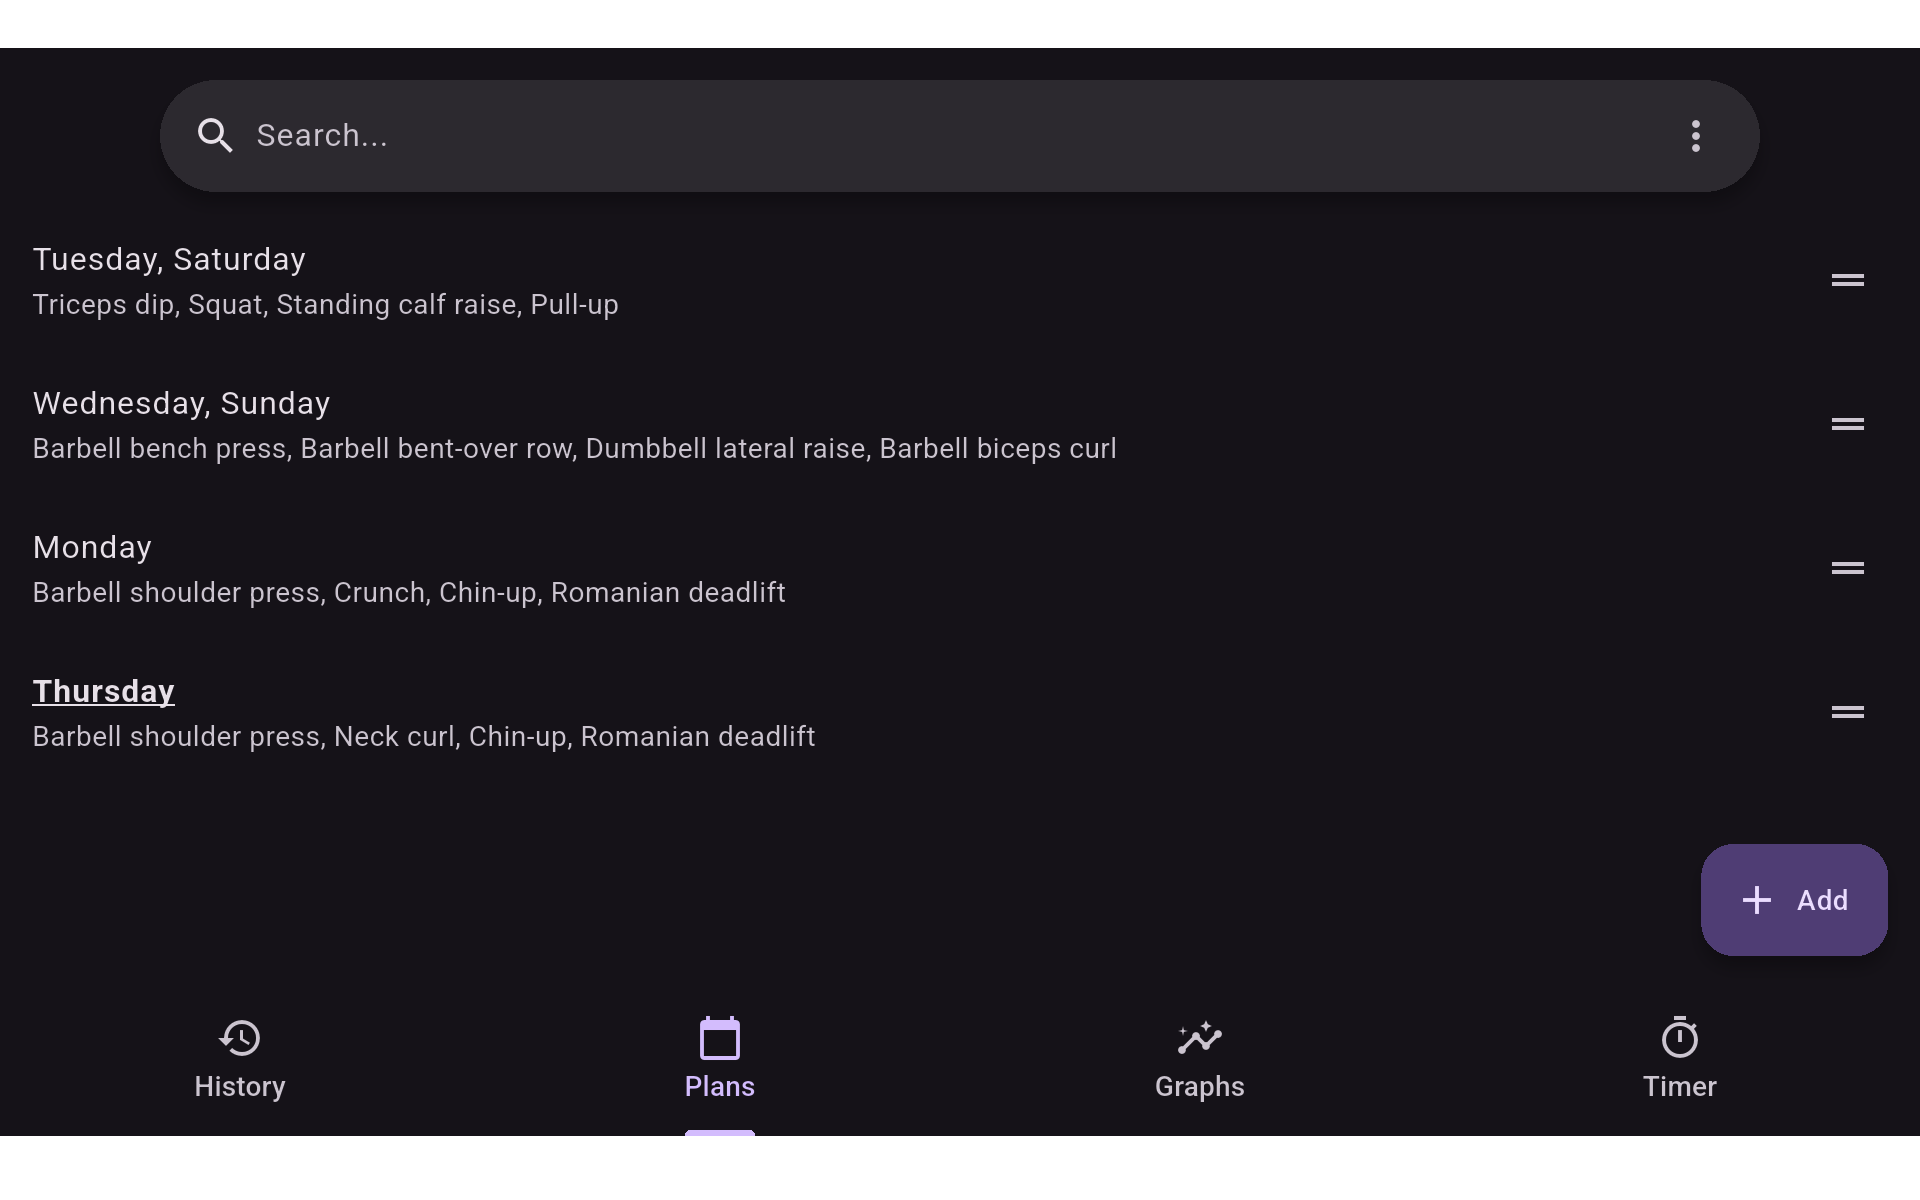 Search...
Tuesday, Saturday
Triceps dip, Squat, Standing calf raise, Pull-up
Wednesday, Sunday
Barbell bench press, Barbell bent-over row, Dumbbell lateral raise, Barbell biceps curl
Monday
Barbell shoulder press, Crunch, Chin-up, Romanian deadlift
Thursday
Barbell shoulder press, Neck curl, Chin-up, Romanian deadlift
Add
History
Plans
Graphs
Timer